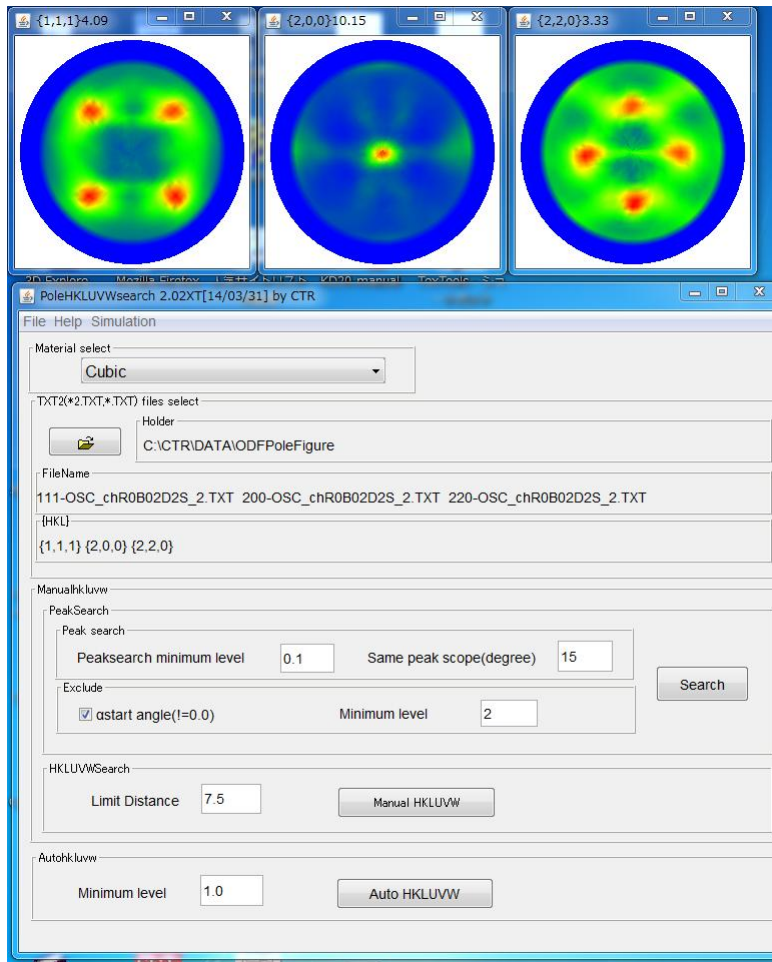 {1,1,1}4.09
{2,0,0}10.15
{2,2,0}3.33
PoleHKLUVWsearch 2.02XT[14/03/31] by CTR
File Help Simulation
Material select
Cubic
TXT2(*2.TXT,*.TXT) files select
Holder
C:\CTR\DATA\ODFPoleFigure
FileName
111-OSC_chR0B02D2S_2.TXT 200-OSC_chR0B02D2S_2.TXT 220-OSC_chR0B02D2S_2.TXT
{HKL}
{1,1,1} {2,0,0} {2,2,0}
Manualhkluvw
PeakSearch
Peak search
Peaksearch minimum level 0.1 Same peak scope(degree) 15
Search
Exclude
αstart angle(!=0.0) Minimum level 2
HKLUVWSearch
Limit Distance 7.5 Manual HKLUVW
Autohkluvw
Minimum level 1.0 Auto HKLUVW